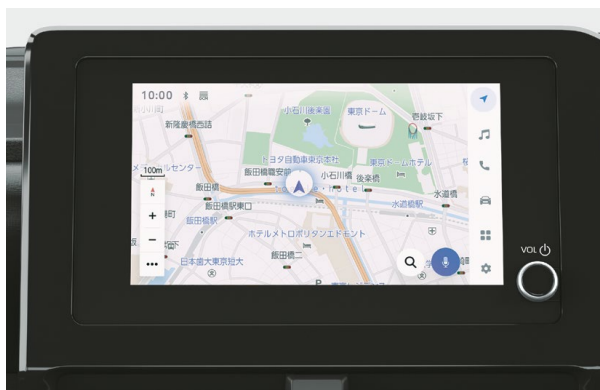 10:00
小石川後楽園
東京ドーム
壱岐坂下
新隆慶橋西詰
トヨタ自動車東京本社
東京ドームホテル
100m
飯田橋職安前
小石川橋
後楽橋
飯田橋
飯田橋駅東口
飯田橋駅
水道橋駅
水道橋
ホテルメトロポリタンエドモント
飯田橋二
日本歯大東京短大
VOL